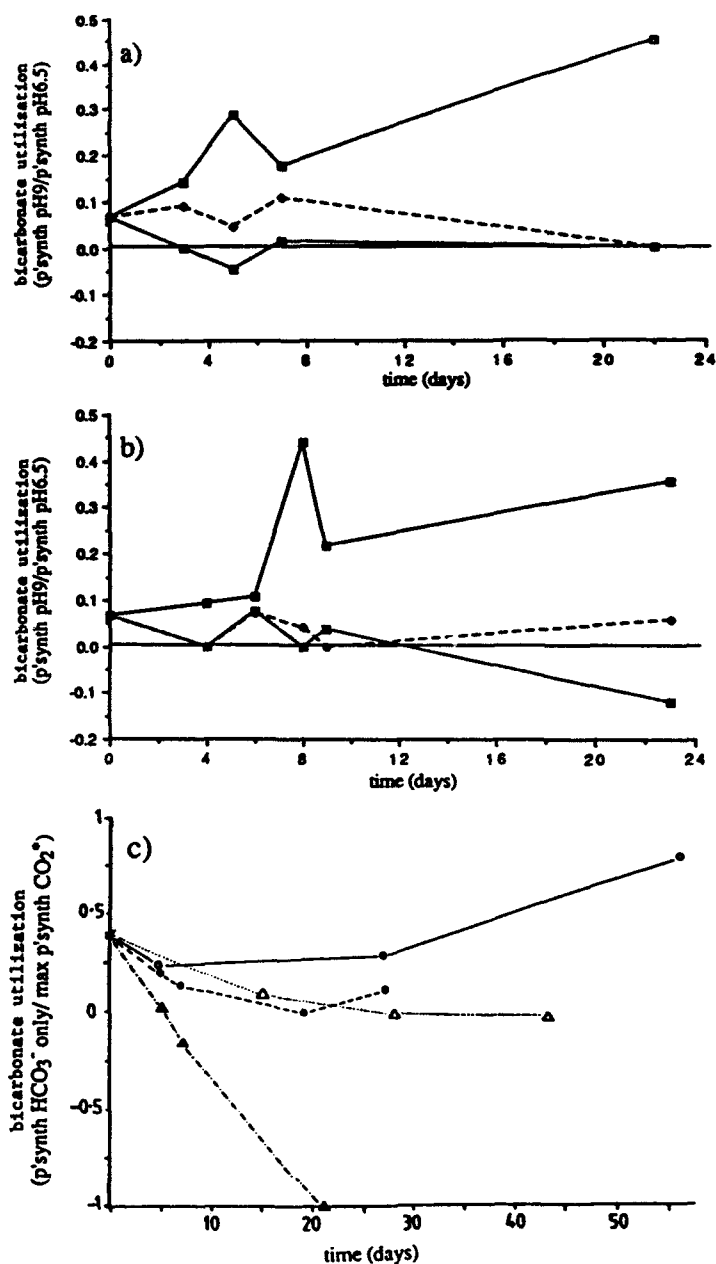 a)
bicarbonate utilization
(p'synth pH9/p'synth pH6.5)
0.5
0.4
0.3
0.2
0.1
0.0
-0.1
-0.2
0 4 8 12 16 20 24
time (days)
b)
bicarbonate utilization
(p'synth pH9/p'synth pH6.5)
0.5
0.4
0.3
0.2
0.1
0.0
-0.1
-0.2
0 4 8 12 16 20 24
time (days)
c)
bicarbonate utilization
(p'synth HCO3- only/ max p'synth CO2*)
1
0·5
0
-0·5
-1
10 20 30 40 50
time (days)